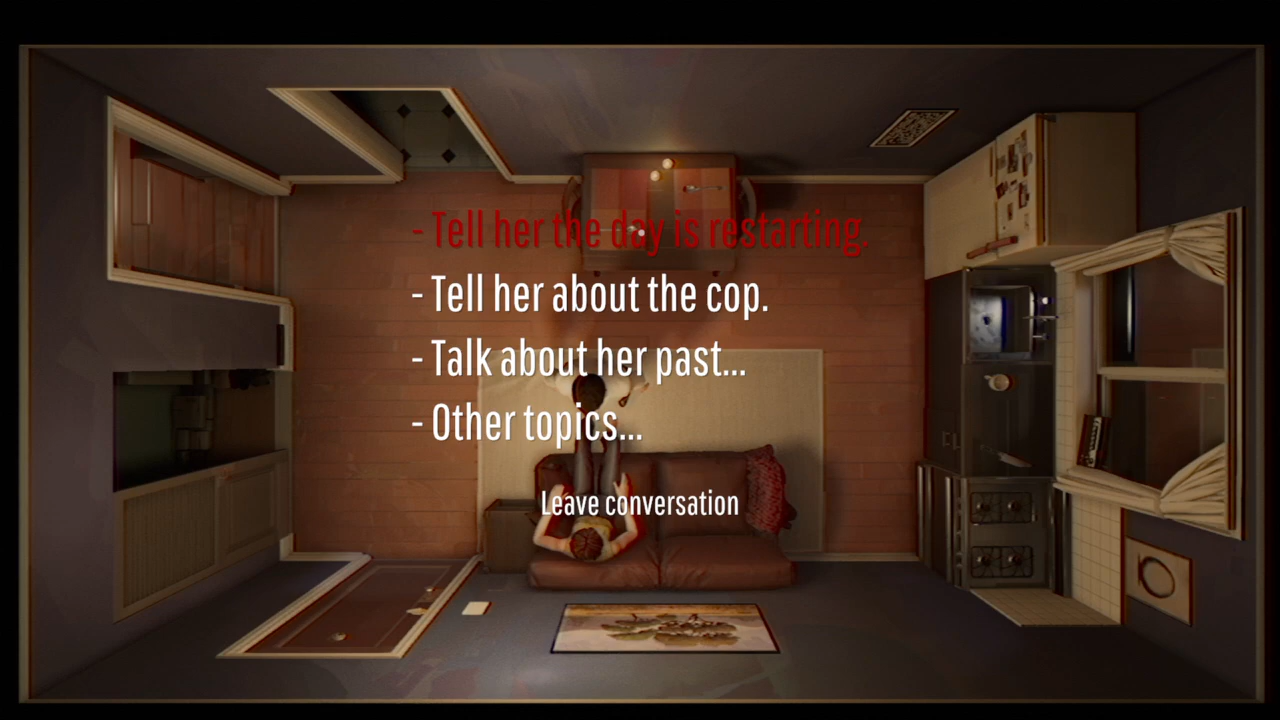 - Tell her the day is restarting.
- Tell her about the cop.
- Talk about her past...
- Other topics...
Leave conversation